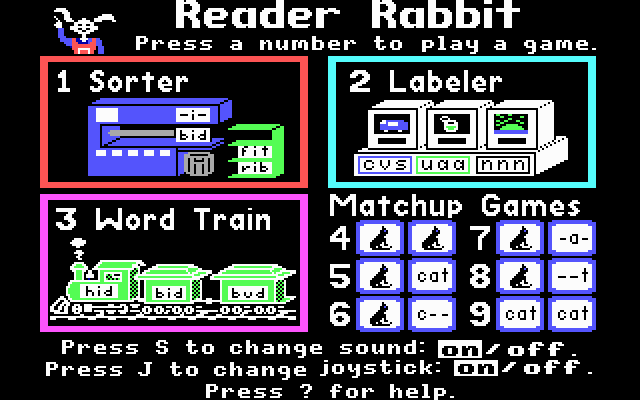 Reader Rabbit
Press a number to play a game.
1 Sorter
-i-
bid
fit
rib
2 Labeler
cvs uaa nnn
3 Word Train
hid bid bud
Matchup Games
4
7 -a-
5 cat
8 --t
6 c--
9 cat cat
Press S to change sound: on/off.
Press J to change joystick: on/off.
Press ? for help.